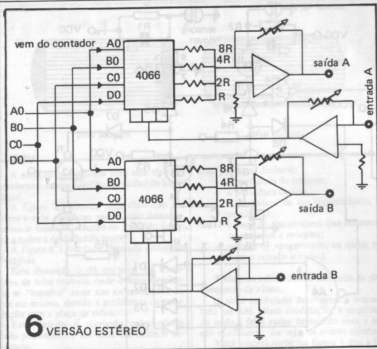 vem do contador
A0
B0
C0
D0
4066
8R
4R
2R
R
saída A
entrada A
A0
B0
C0
D0
A0
B0
C0
D0
4066
8R
4R
2R
R
saída B
entrada B
6 VERSÃO ESTÉREO